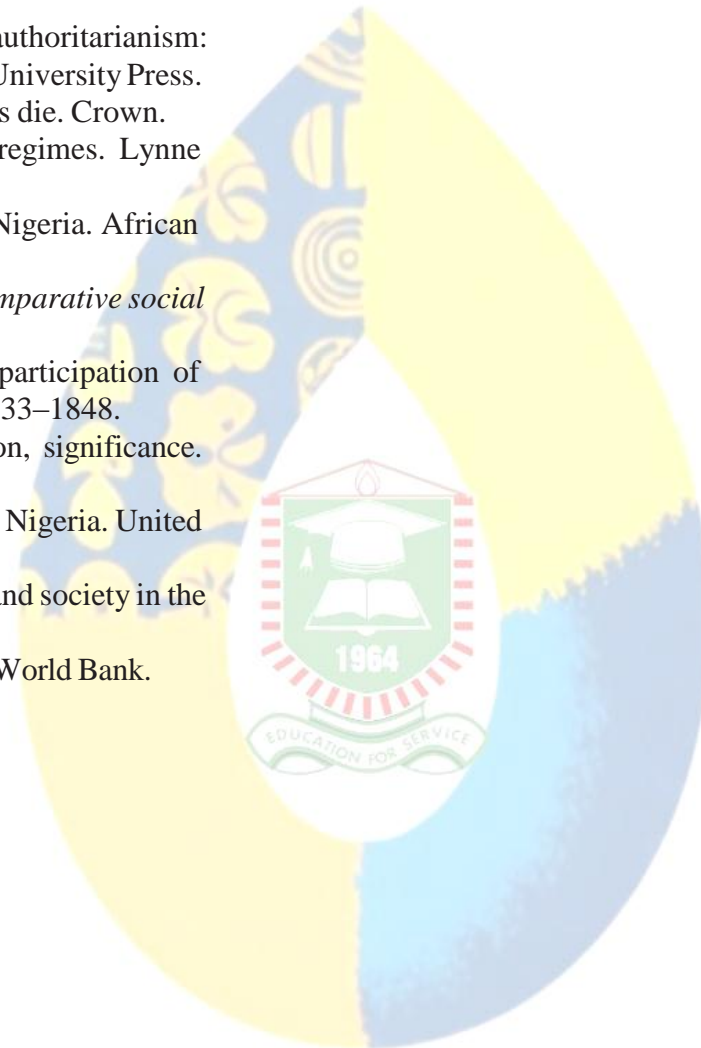 authoritarianism:
University Press.
s die. Crown.
regimes. Lynne
Nigeria. African
mparative social
participation of
33–1848.
on, significance.
Nigeria. United
and society in the
World Bank.
1964
EDUCATION FOR SERVICE